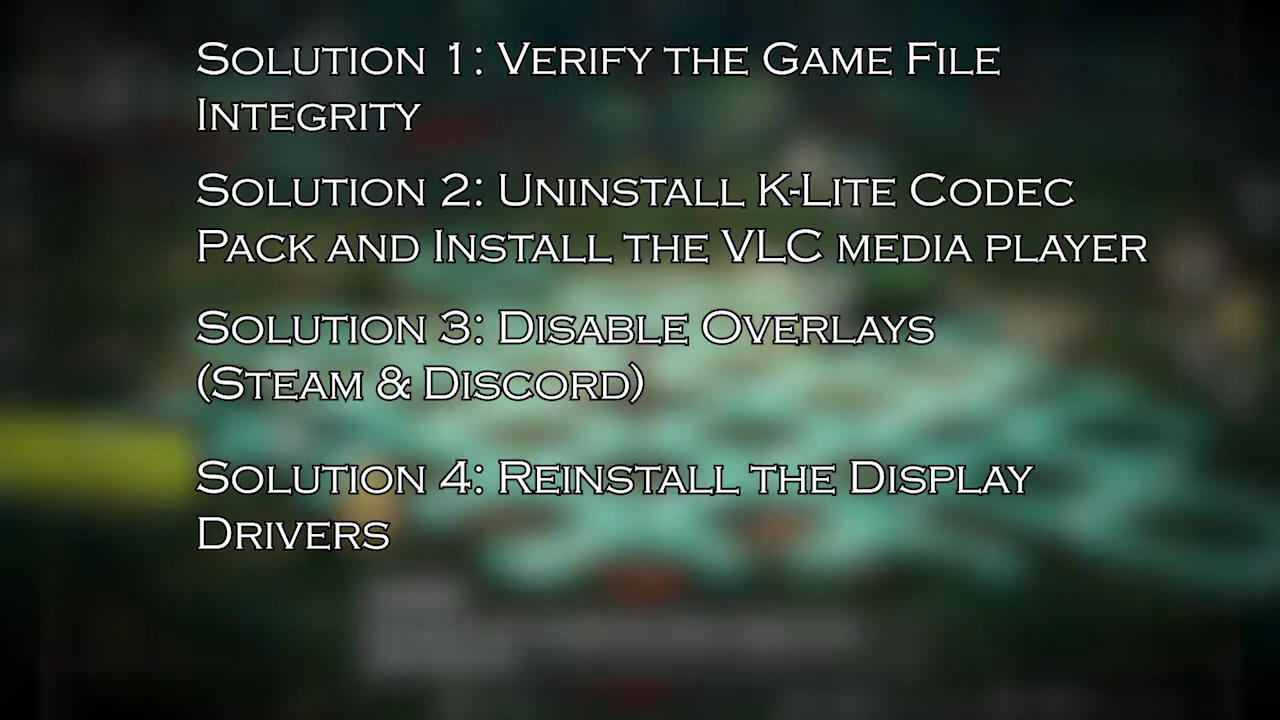 Solution 1: Verify the Game File
Integrity
Solution 2: Uninstall K-Lite Codec
Pack and Install the VLC media player
Solution 3: Disable Overlays
(Steam & Discord)
Solution 4: Reinstall the Display
Drivers